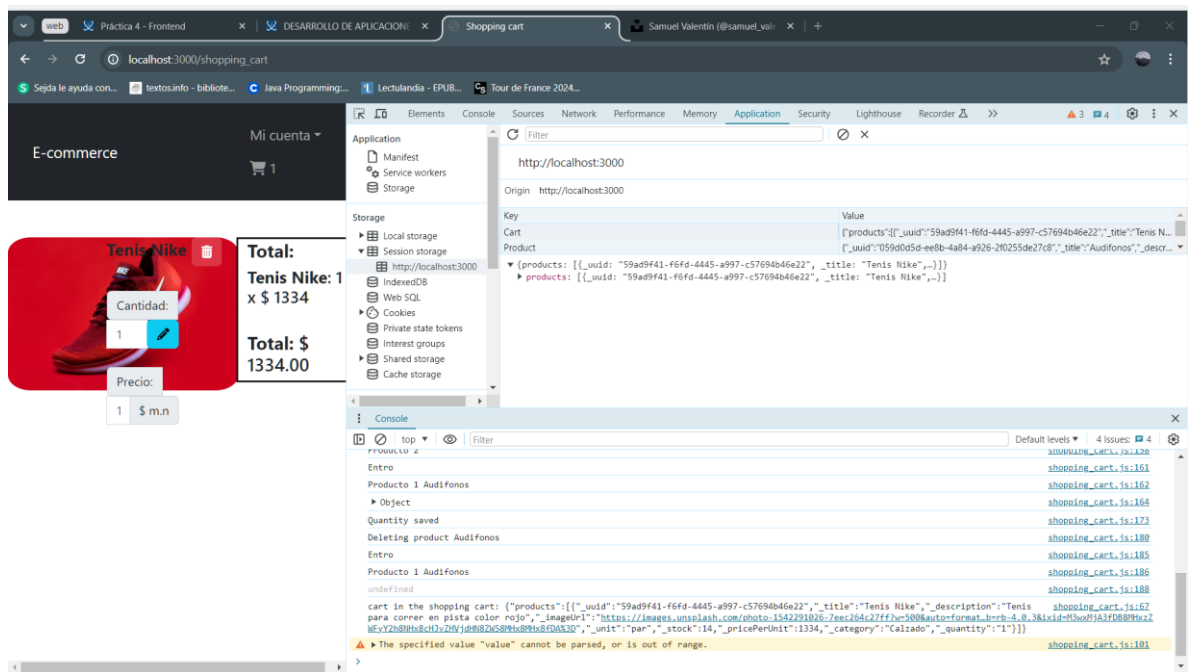 web Práctica 4 - Frontend DESARROLLO DE APLICACIONE Shopping cart Samuel Valentín (@samuel_vale
localhost:3000/shopping_cart
Sejda le ayuda con... textos.info - bibliote... Java Programming:... Lectulandia - EPUB... Tour de France 2024...
E-commerce
Mi cuenta
1
Tenis Nike
Cantidad:
1
Precio:
1 $ m.n
Total:
Tenis Nike: 1
x $ 1334
Total: $
1334.00
Elements Console Sources Network Performance Memory Application Security Lighthouse Recorder 3 4
Application
Manifest
Service workers
Storage
Storage
Local storage
Session storage
http://localhost:3000
IndexedDB
Web SQL
Cookies
Private state tokens
Interest groups
Shared storage
Cache storage
Filter
http://localhost:3000
Origin http://localhost:3000
Key Value
Cart {"products":[{"_uuid":"59ad9f41-f6fd-4445-a997-c57694b46e22","_title":"Tenis N...
Product {"_uuid":"059d0d5d-ee8b-4a84-a926-2f0255de27c8","_title":"Audifonos","_descr...
{products: [{_uuid: "59ad9f41-f6fd-4445-a997-c57694b46e22", _title: "Tenis Nike",…}]}
products: [{_uuid: "59ad9f41-f6fd-4445-a997-c57694b46e22", _title: "Tenis Nike",…}]
Console
top Filter Default levels 4 Issues: 4
Producto 2 shopping_cart.js:158
Entro shopping_cart.js:161
Producto 1 Audifonos shopping_cart.js:162
Object shopping_cart.js:164
Quantity saved shopping_cart.js:173
Deleting product Audifonos shopping_cart.js:180
Entro shopping_cart.js:185
Producto 1 Audifonos shopping_cart.js:186
undefined shopping_cart.js:188
cart in the shopping cart: {"products":[{"_uuid":"59ad9f41-f6fd-4445-a997-c57694b46e22","_title":"Tenis Nike","_description":"Tenis shopping_cart.js:67
para correr en pista color rojo","_imageUrl":"https://images.unsplash.com/photo-1542291026-7eec264c27ff?w=500&auto=format…b=rb-4.0.3&ixid=M3wxMjA3fDB8MHxzZ
WFyY2h8NHx8cHJvZHVjdHN8ZW58MHx8MHx8fDA%3D","_unit":"par","_stock":14,"_pricePerUnit":1334,"_category":"Calzado","_quantity":"1"}]}
The specified value "value" cannot be parsed, or is out of range. shopping_cart.js:101